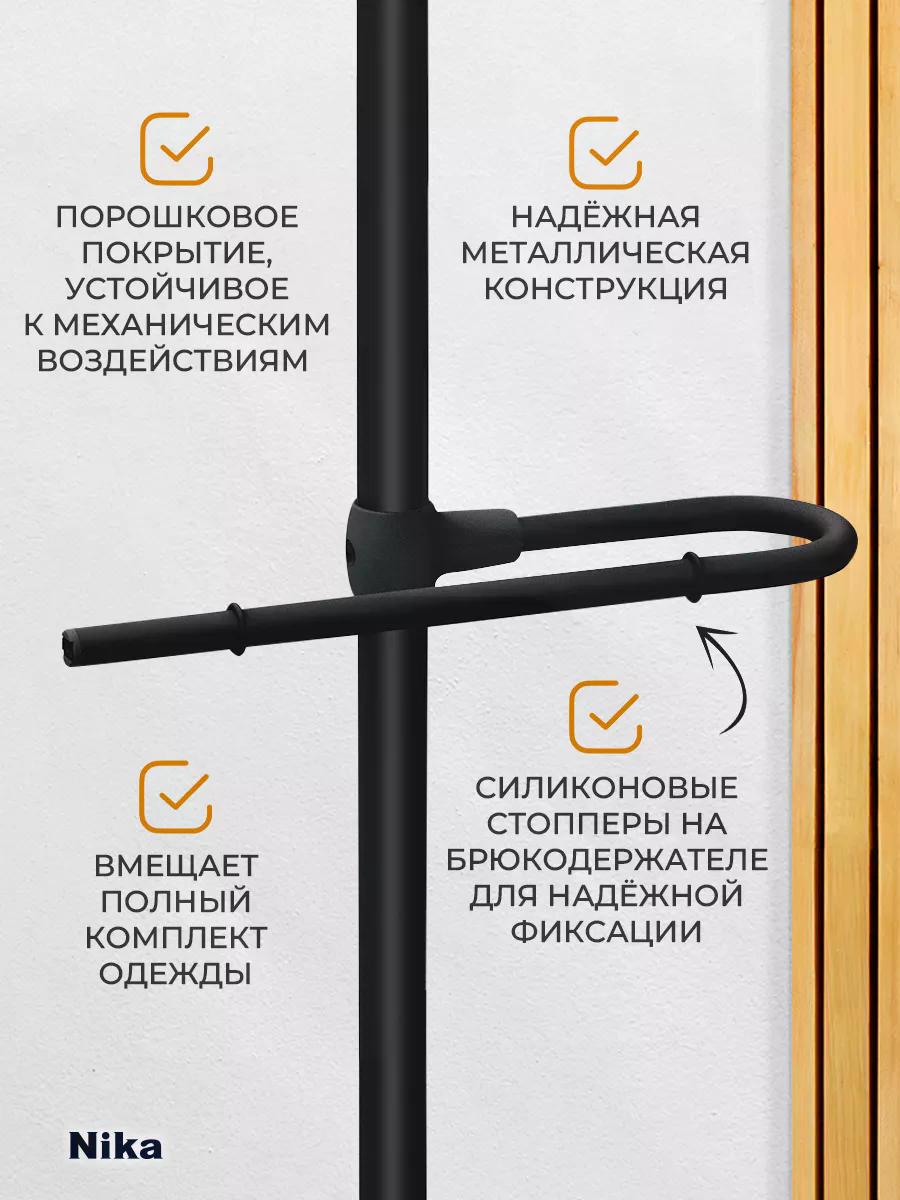 ПОРОШКОВОЕ
ПОКРЫТИЕ,
УСТОЙЧИВОЕ
К МЕХАНИЧЕСКИМ
ВОЗДЕЙСТВИЯМ
НАДЁЖНАЯ
МЕТАЛЛИЧЕСКАЯ
КОНСТРУКЦИЯ
ВМЕЩАЕТ
ПОЛНЫЙ
КОМПЛЕКТ
ОДЕЖДЫ
СИЛИКОНОВЫЕ
СТОППЕРЫ НА
БРЮКОДЕРЖАТЕЛЕ
ДЛЯ НАДЁЖНОЙ
ФИКСАЦИИ
Nika